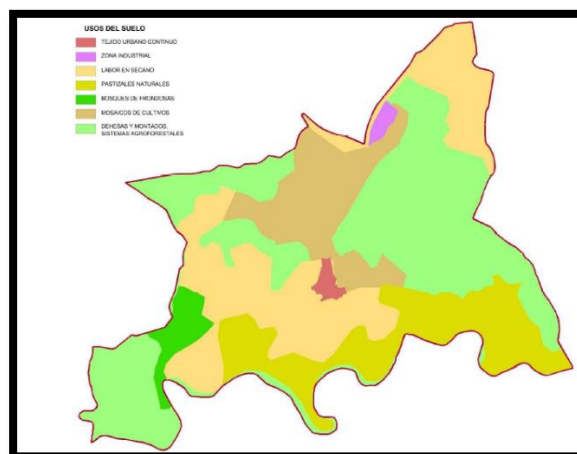 USOS DEL SUELO
TEJIDO URBANO CONTINUO
ZONA INDUSTRIAL
LABOR EN SECANO
PASTIZALES NATURALES
BOSQUES DE FRONDOSAS
MOSAICOS DE CULTIVOS
DEHESAS Y MONTADOS.
SISTEMAS AGROFORESTALES